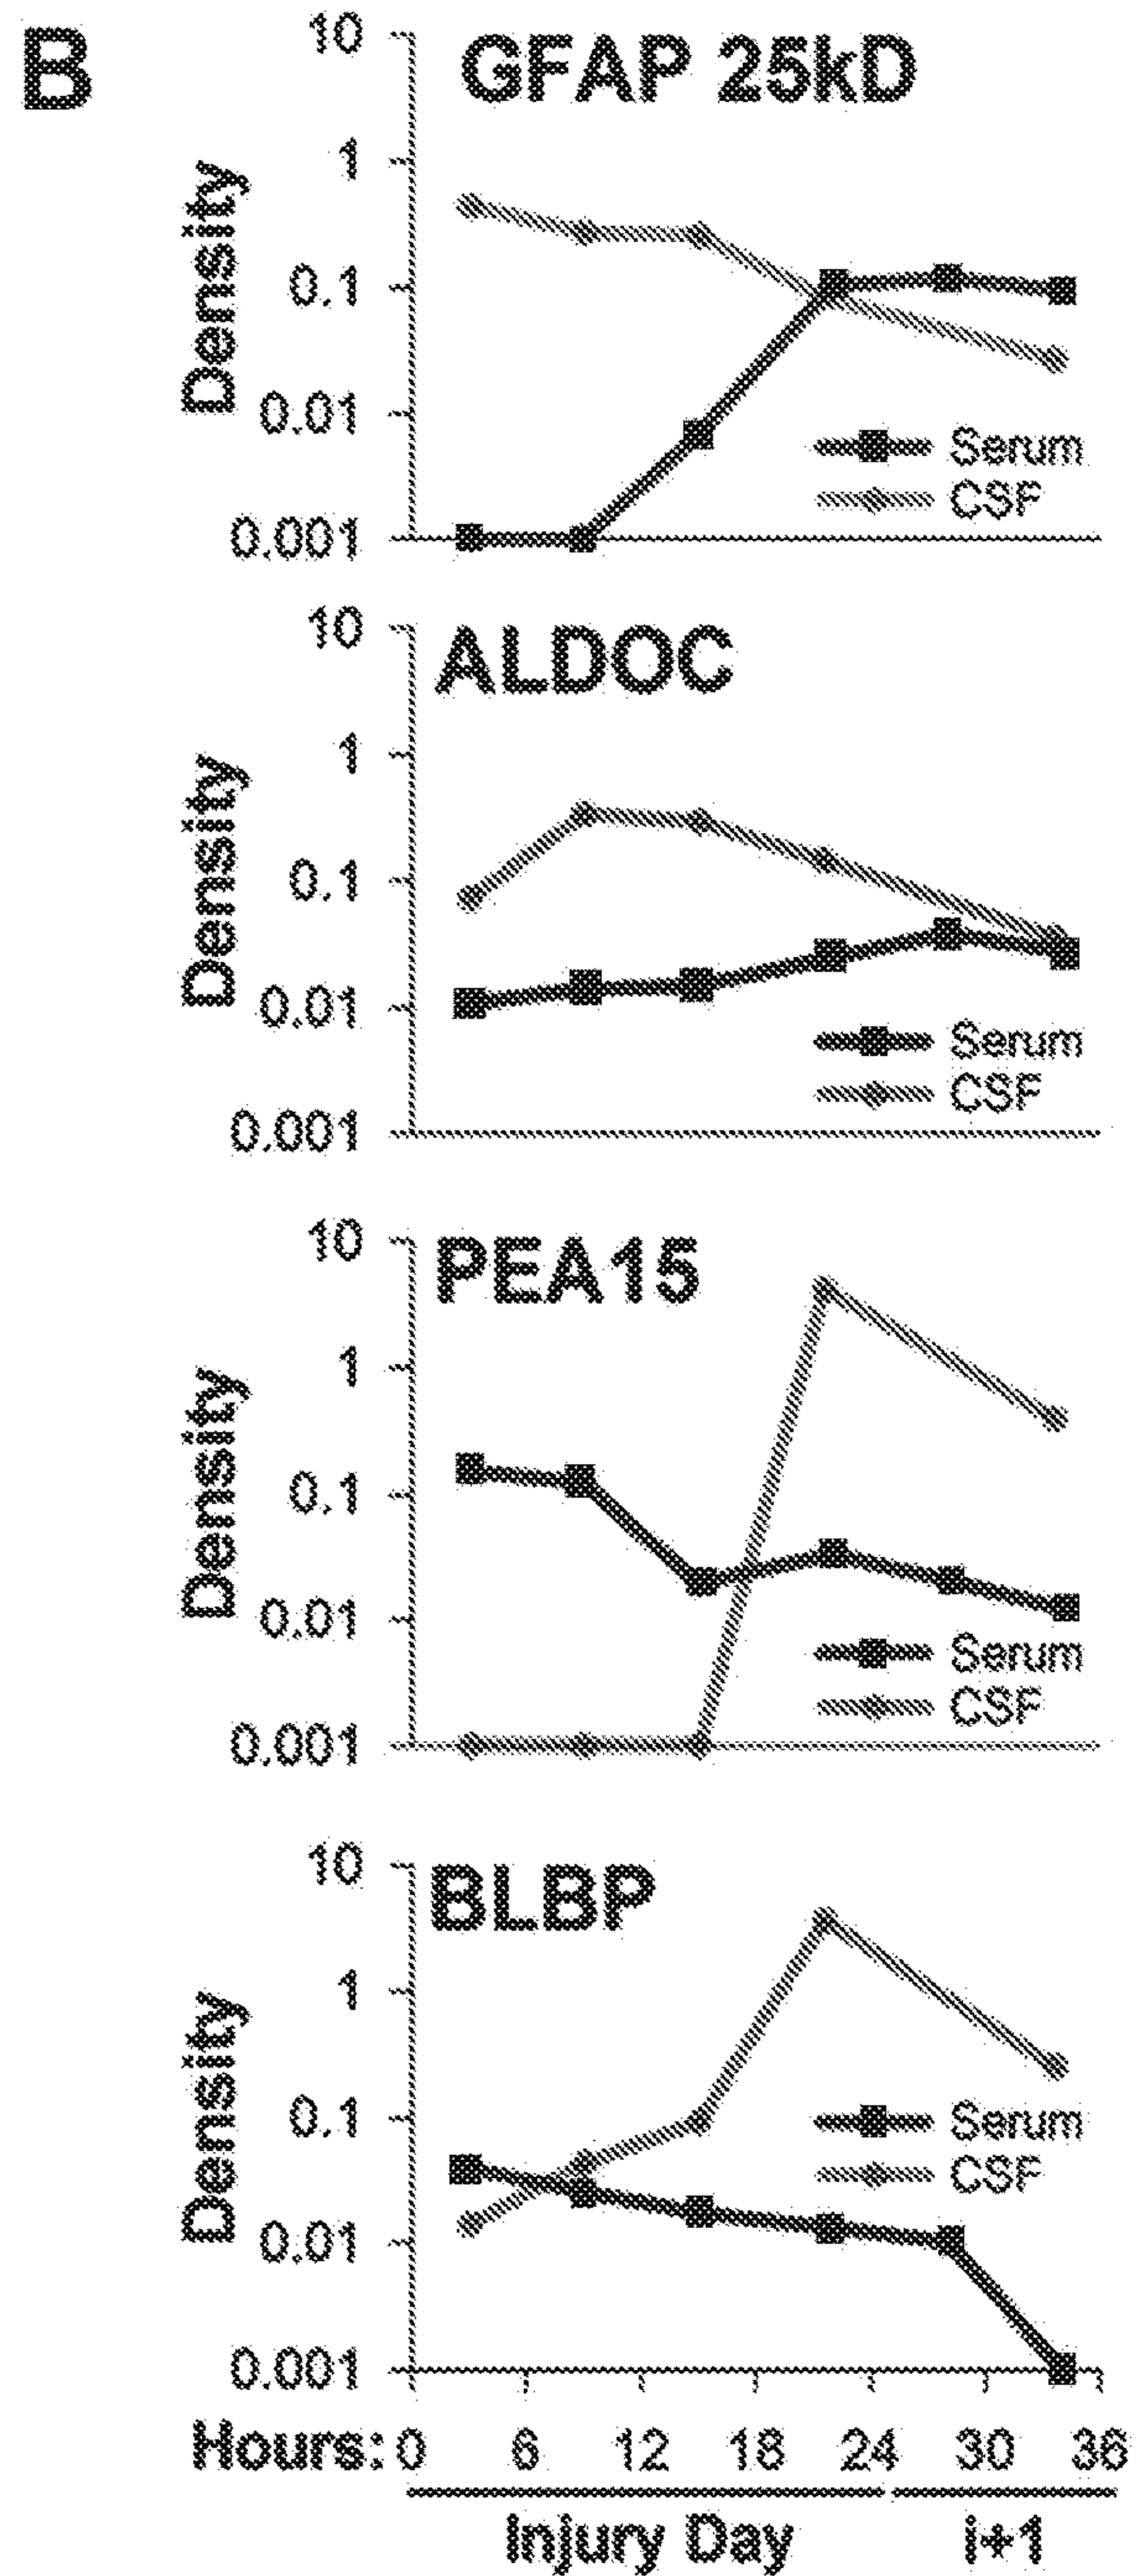 B
GFAP 25kD
10
1
0.1
0.01
0.001
Density
Serum
CSF
ALDOC
10
1
0.1
0.01
0.001
Density
Serum
CSF
PEA15
10
1
0.1
0.01
0.001
Density
Serum
CSF
BLBP
10
1
0.1
0.01
0.001
Density
Serum
CSF
Hours: 0 6 12 18 24 30 36
Injury Day i+1